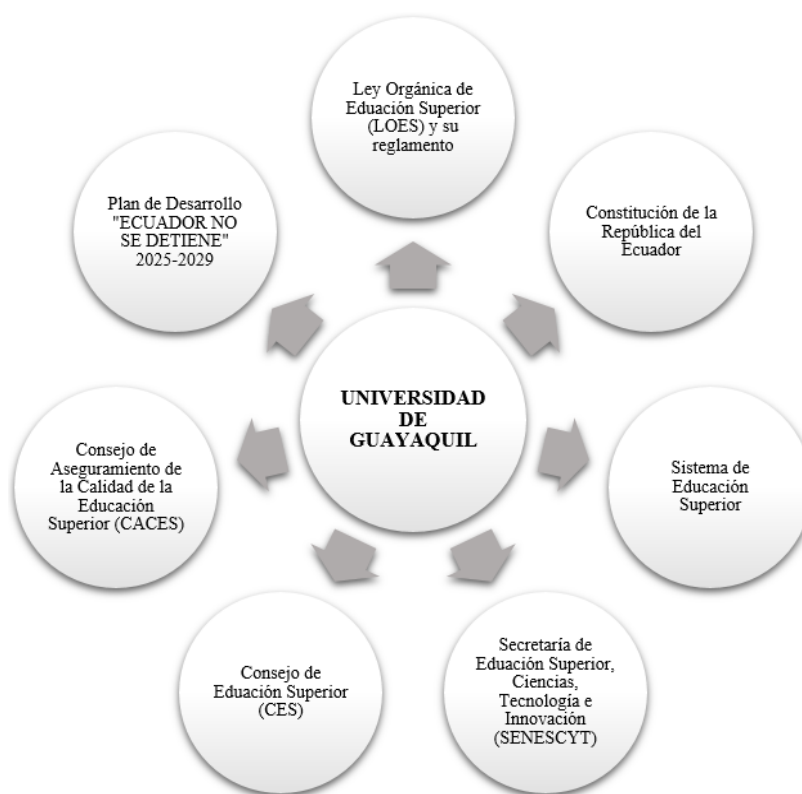 Ley Orgánica de
Eduación Superior
(LOES) y su
reglamento
Constitución de la
República del
Ecuador
Sistema de
Educación
Superior
Secretaría de
Eduación Superior,
Ciencias,
Tecnología e
Innovación
(SENESCYT)
Consejo de
Eduación Superior
(CES)
Consejo de
Aseguramiento de
la Calidad de la
Educación
Superior (CACES)
Plan de Desarrollo
"ECUADOR NO
SE DETIENE"
2025-2029
UNIVERSIDAD
DE
GUAYAQUIL